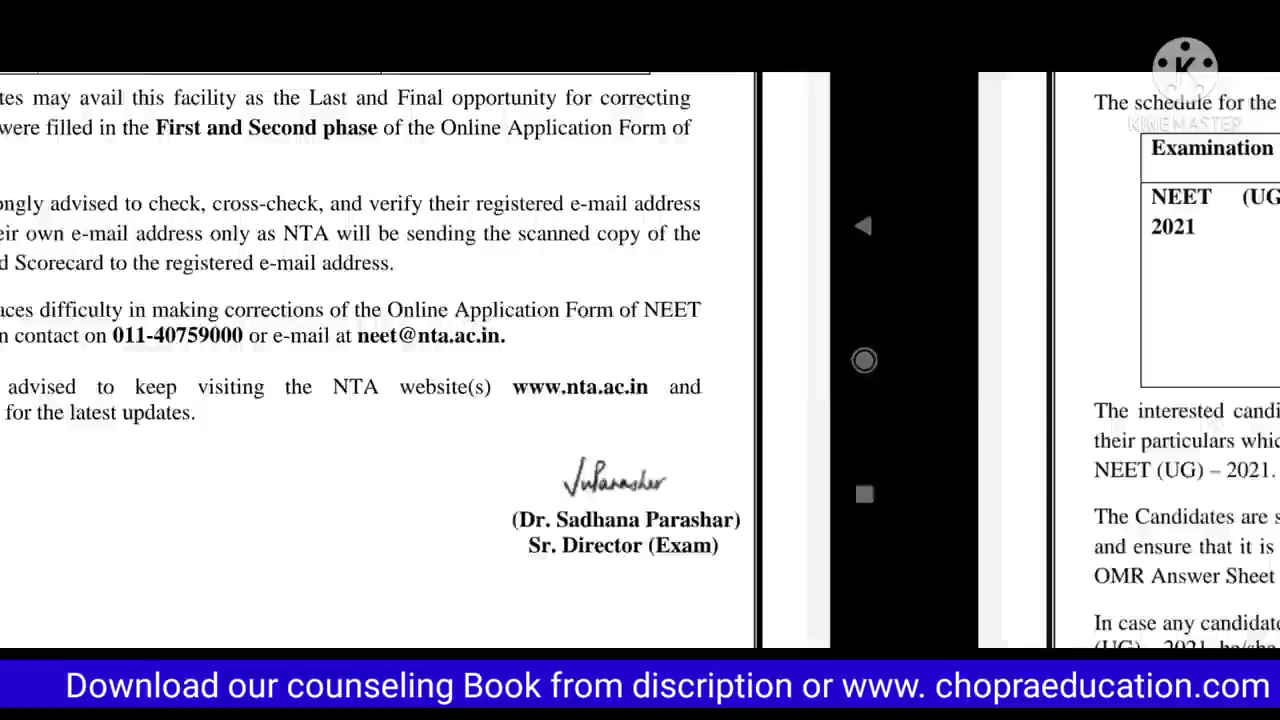 tes may avail this facility as the Last and Final opportunity for correcting
were filled in the First and Second phase of the Online Application Form of
ongly advised to check, cross-check, and verify their registered e-mail address
eir own e-mail address only as NTA will be sending the scanned copy of the
d Scorecard to the registered e-mail address.
aces difficulty in making corrections of the Online Application Form of NEET
n contact on 011-40759000 or e-mail at neet@nta.ac.in.
advised to keep visiting the NTA website(s) www.nta.ac.in and
for the latest updates.
(Dr. Sadhana Parashar)
Sr. Director (Exam)
K
KINEMASTER
The schedule for the
Examination
NEET (UG
2021
The interested candi
their particulars whic
NEET (UG) – 2021.
The Candidates are s
and ensure that it is
OMR Answer Sheet
In case any candidate
(UG) - 2021 he/she
Download our counseling Book from discription or www. chopraeducation.com